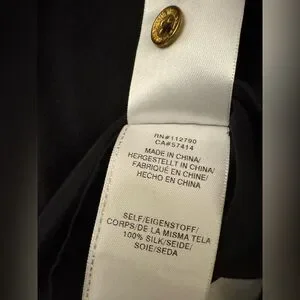 RN#112790
CA#57414
MADE IN CHINA/
HERGESTELLT IN CHINA/
FABRIQUÉ EN CHINE/
HECHO EN CHINA
SELF/EIGENSTOFF/
CORPS/DE LA MISMA TELA
100% SILK/SEIDE/
SOIE/SEDA